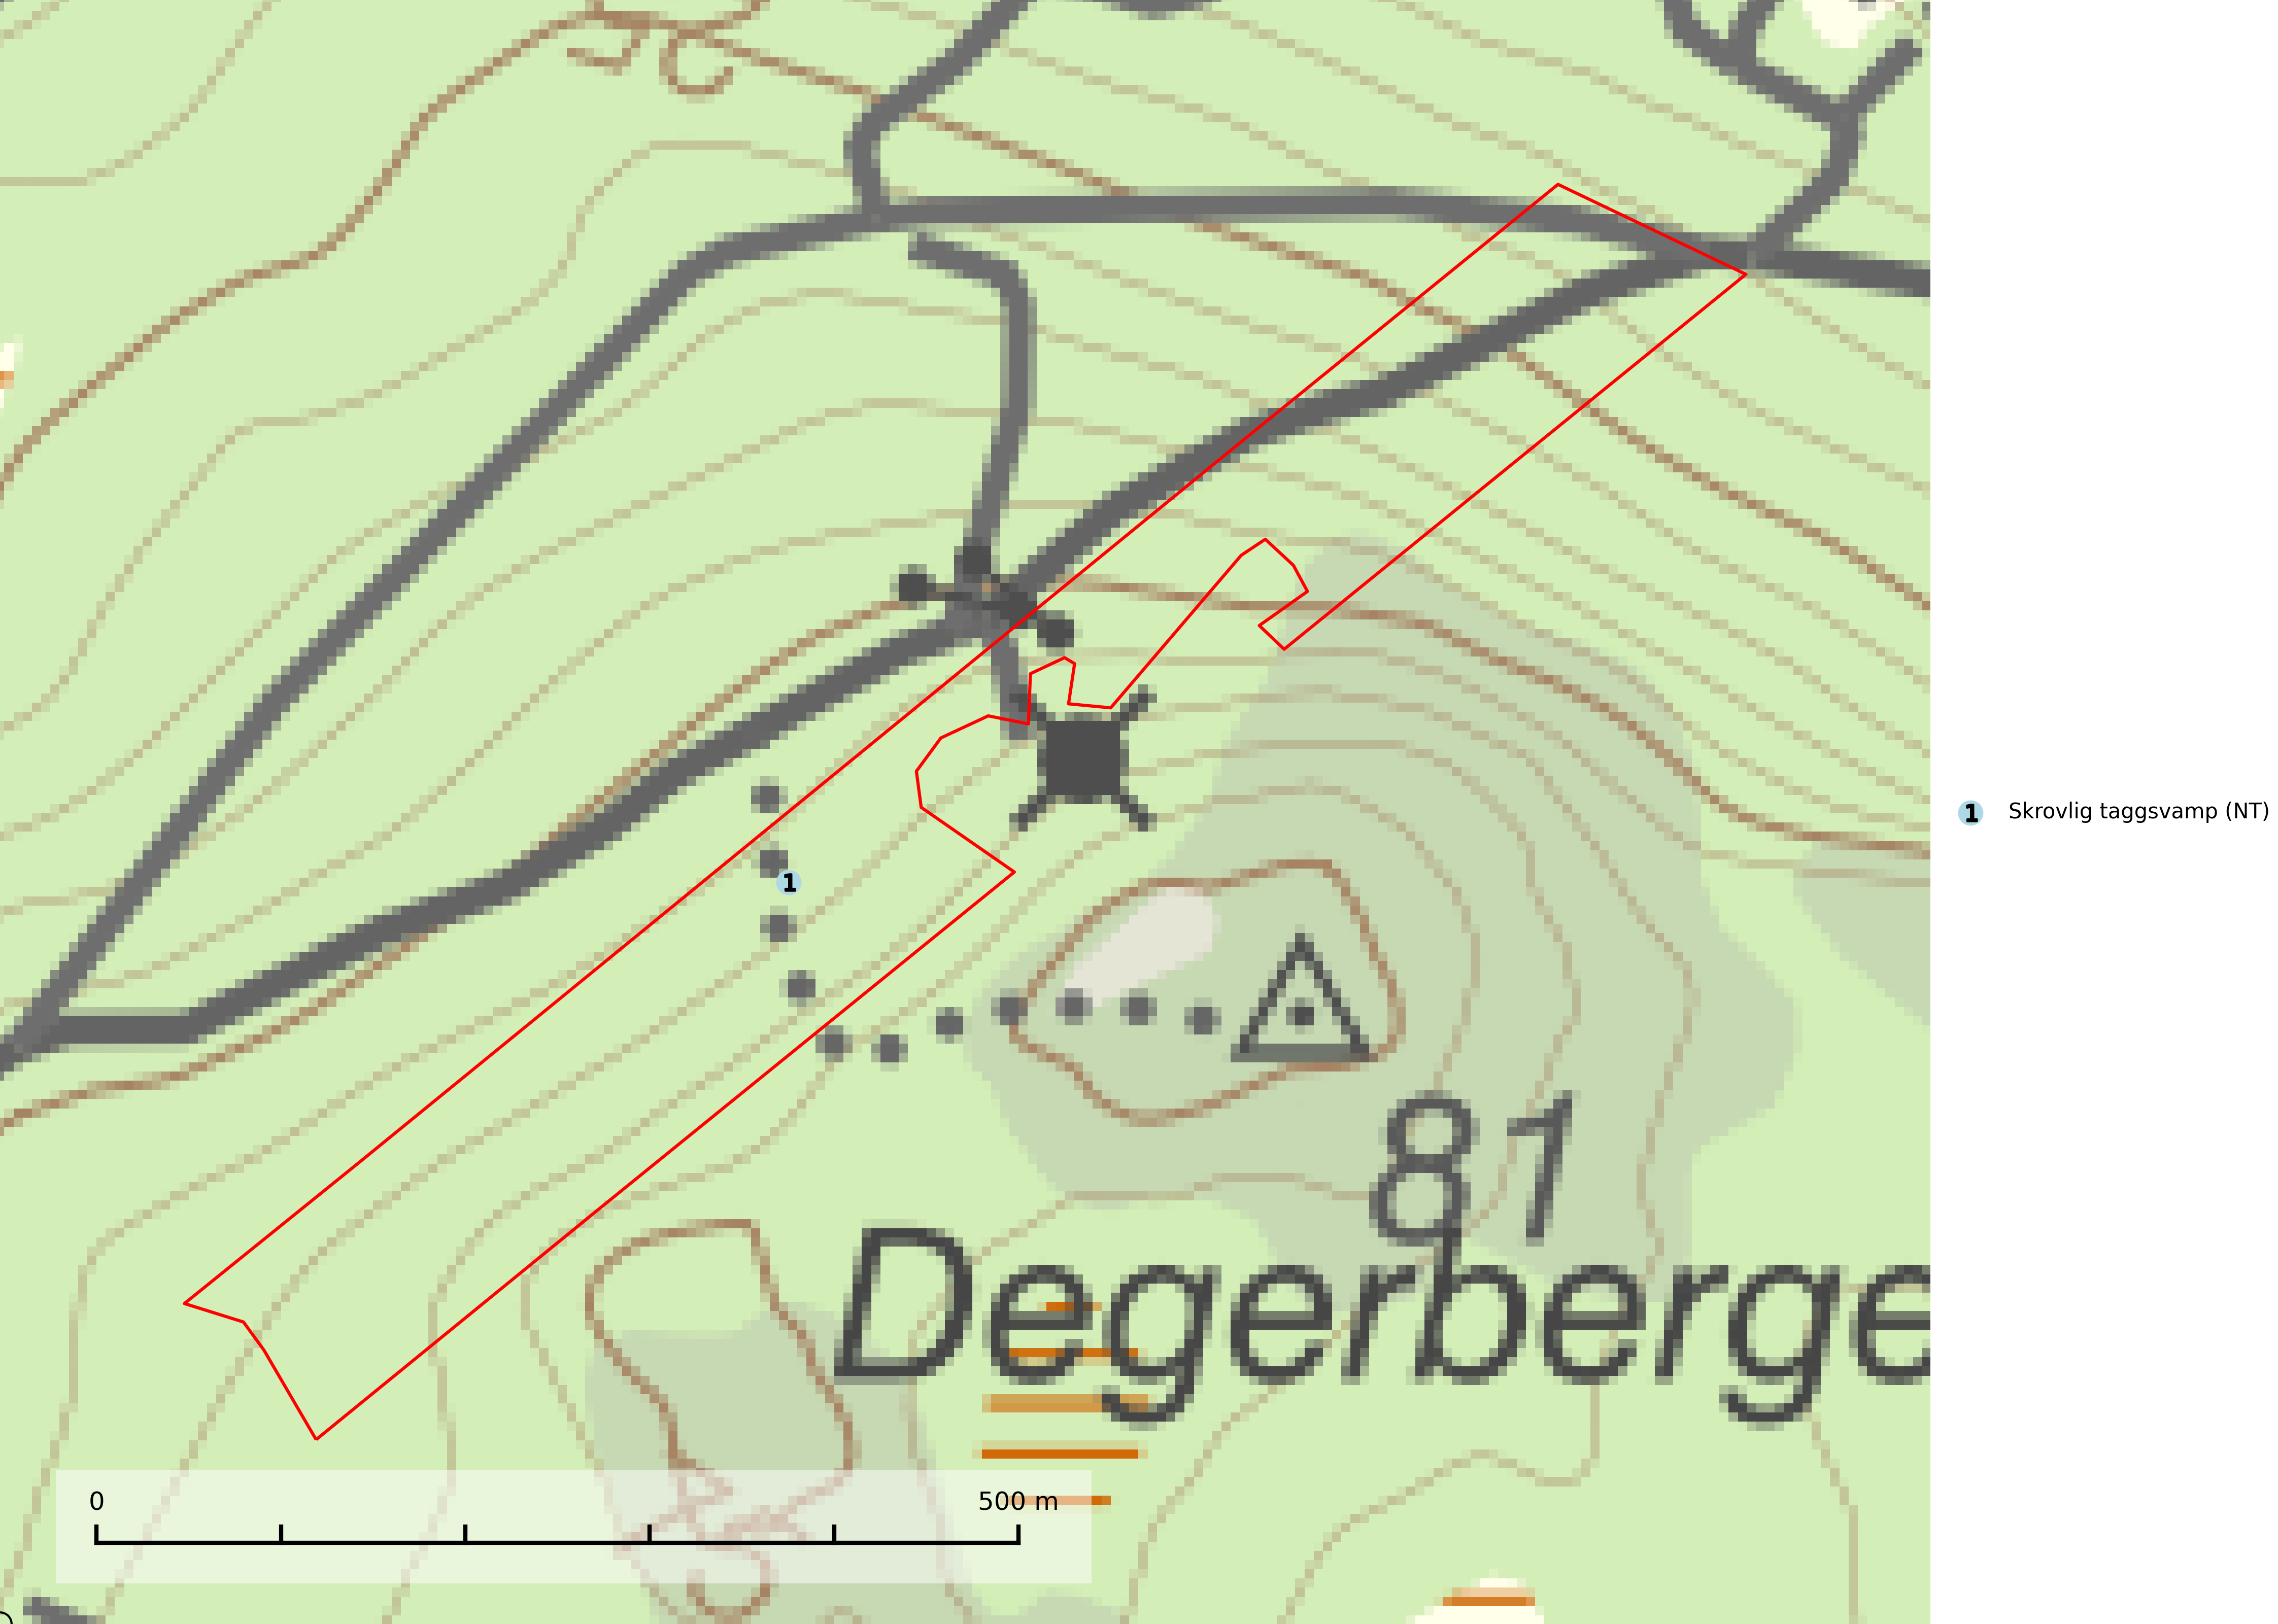 1 Skrovlig taggsvamp (NT)
1
81
Degerberge
0 500 m